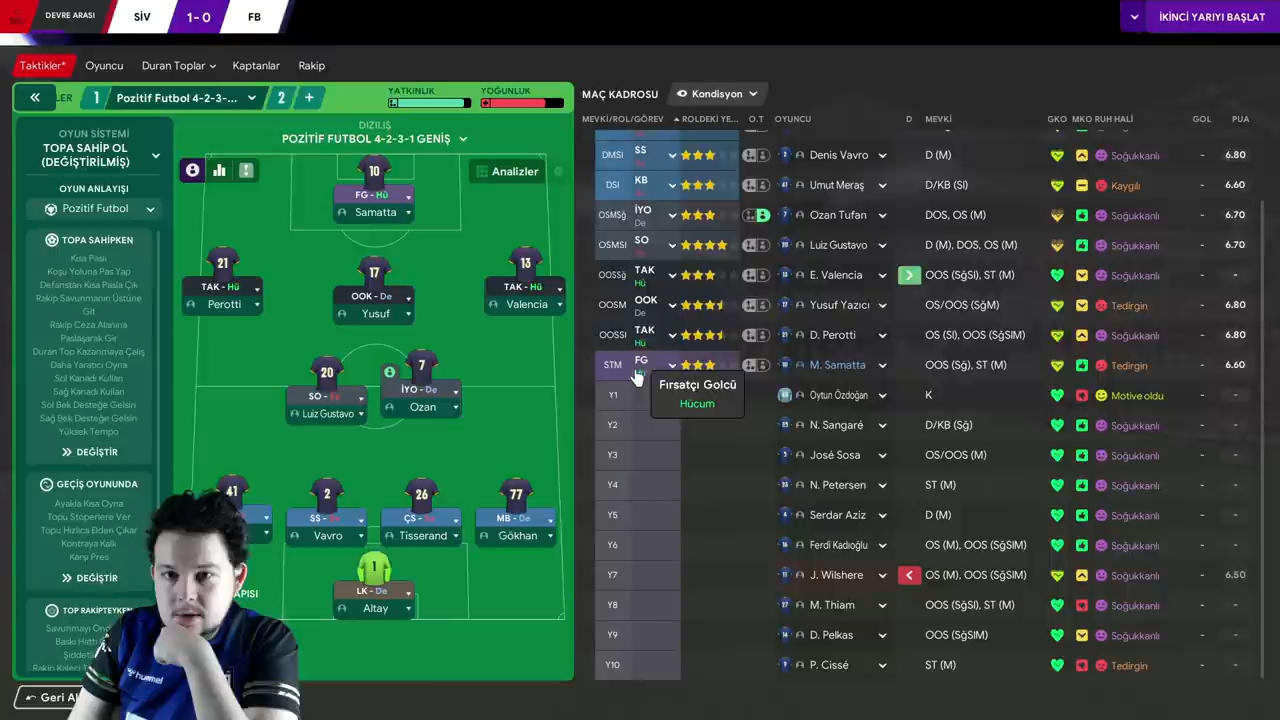 DEVRE ARASI
SİV
1 - 0
FB
İKİNCİ YARIYI BAŞLAT
Taktikler*
Oyuncu
Duran Toplar
Kaptanlar
Rakip
LER
1
Pozitif Futbol 4-2-3-...
2
+
YATKINLIK
YOĞUNLUK
OYUN SİSTEMİ
TOPA SAHİP OL
(DEĞİŞTİRİLMİŞ)
OYUN ANLAYIŞI
Pozitif Futbol
TOPA SAHİPKEN
Kısa Pası
Koşu Yoluna Pas Yap
Defanstan Kısa Pasla Çık
Rakip Savunmanın Üstüne
Git
Rakip Ceza Alanına
Paslaşarak Gir
Duran Top Kazanmaya Çalış
Daha Yaratıcı Oyna
Sol Kanadı Kullan
Sağ Kanadı Kullan
Sol Bek Desteğe Gelsin
Sağ Bek Desteğe Gelsin
Yüksek Tempo
DEĞİŞTİR
GEÇİŞ OYUNUNDA
Ayakla Kısa Oyna
Topu Stoperlere Ver
Topu Hızlıca Elden Çıkar
Kontraya Kalk
Karşı Pres
DEĞİŞTİR
TOP RAKİPTEYKEN
Savunmayı Önd
Baskı Hattı
Şiddetli
Rakip Kaleci T
Geri Al
DİZİLİŞ
POZİTİF FUTBOL 4-2-3-1 GENİŞ
Analizler
10
FG - Hü
Samatta
21
TAK - Hü
Perotti
17
OOK - De
Yusuf
13
TAK - Hü
Valencia
20
SO
Luiz Gustavo
7
İYO - De
Ozan
41
2
SS
Vavro
26
ÇS
Tisserand
77
MB - De
Gökhan
APISI
1
LK - De
Altay
MAÇ KADROSU
Kondisyon
MEVKİ/ROL/GÖREV
ROLDEKİ YE...
O.T
OYUNCU
D
MEVKİ
GKO
MKO
RUH HALİ
GOL
PUA
DMSI SS Denis Vavro D (M) Soğukkanlı - 6.80
DSI KB Umut Meraş D/KB (Sl) Kaygılı - 6.60
OSMSğ İYO De 7 Ozan Tufan DOS, OS (M) Soğukkanlı - 6.70
OSMSI SO Luiz Gustavo D (M), DOS, OS (M) Soğukkanlı - 6.70
OOSSğ TAK Hü E. Valencia OOS (SğSl), ST (M) Soğukkanlı - -
OOSM OOK De Yusuf Yazıcı OS/OOS (SğM) Tedirgin - 6.80
OOSSI TAK Hü D. Perotti OS (Sl), OOS (SğSlM) Soğukkanlı - 6.80
STM FG M. Samatta OOS (Sğ), ST (M) Tedirgin - 6.60
Fırsatçı Golcü
Hücum
Y1 Oytun Özdoğan K Motive oldu - -
Y2 N. Sangaré D/KB (Sğ) Soğukkanlı - -
Y3 José Sosa OS/OOS (M) Soğukkanlı - -
Y4 N. Petersen ST (M) Soğukkanlı - -
Y5 Serdar Aziz D (M) Soğukkanlı - -
Y6 Ferdi Kadıoğlu OS (M), OOS (SğSlM) Soğukkanlı - -
Y7 J. Wilshere OS (M), OOS (SğSlM) Soğukkanlı - 6.50
Y8 M. Thiam OOS (SğSl), ST (M) Soğukkanlı - -
Y9 D. Pelkas OOS (SğSlM) Soğukkanlı - -
Y10 P. Cissé ST (M) Tedirgin - -
hummel